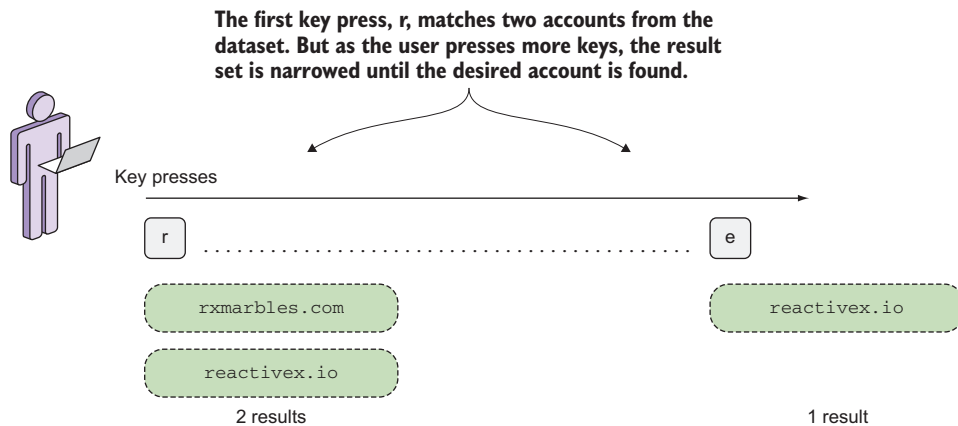 The first key press, r, matches two accounts from the
dataset. But as the user presses more keys, the result
set is narrowed until the desired account is found.
Key presses
r
e
rxmarbles.com
reactivex.io
reactivex.io
2 results
1 result